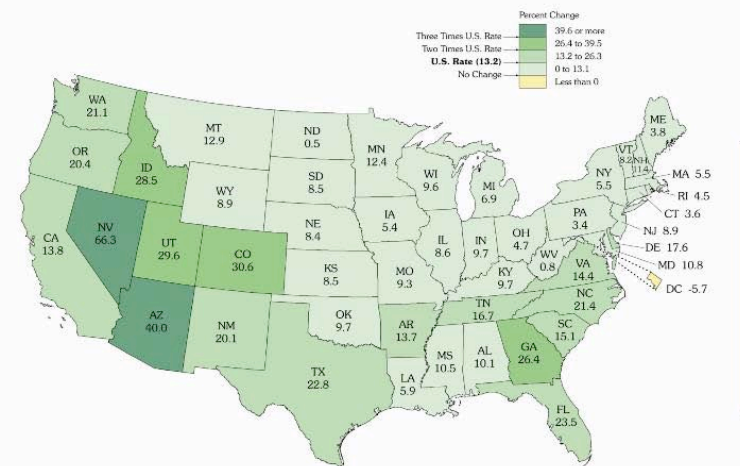 Percent Change
Three Times U.S. Rate
39.6 or more
Two Times U.S. Rate
26.4 to 39.5
U.S. Rate (13.2)
13.2 to 26.3
No Change
0 to 13.1
Less than 0
WA
21.1
OR
20.4
CA
13.8
ID
28.5
NV
66.3
UT
29.6
AZ
40.0
MT
12.9
WY
8.9
CO
30.6
NM
20.1
ND
0.5
SD
8.5
NE
8.4
KS
8.5
OK
9.7
TX
22.8
MN
12.4
IA
5.4
MO
9.3
AR
13.7
LA
5.9
WI
9.6
IL
8.6
MS
10.5
MI
6.9
IN
9.7
KY
9.7
TN
16.7
AL
10.1
OH
4.7
WV
0.8
GA
26.4
FL
23.5
SC
15.1
NC
21.4
VA
14.4
PA
3.4
NY
5.5
VT
8.2
NH
11.4
ME
3.8
MA 5.5
RI 4.5
CT 3.6
NJ 8.9
DE 17.6
MD 10.8
DC -5.7